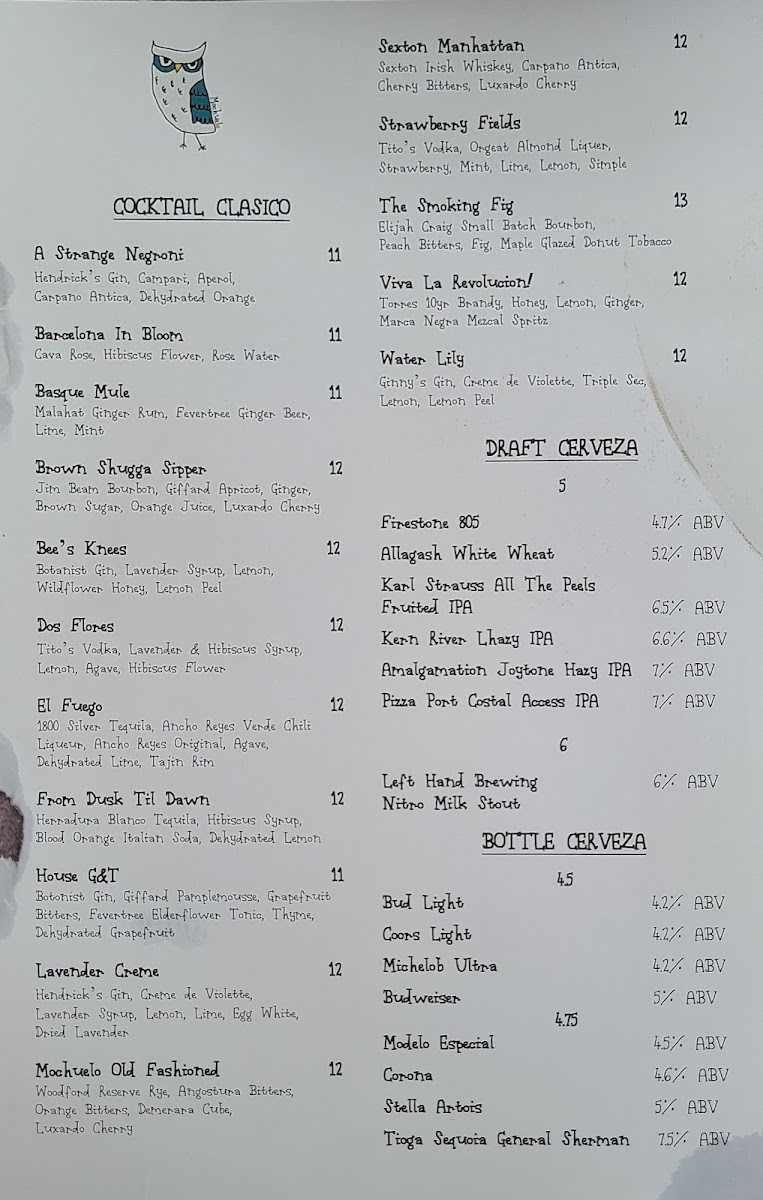 Mochuelo
COCKTAIL CLASICO
A Strange Negroni 11
Hendrick's Gin, Campari, Aperol,
Carpano Antica, Dehydrated Orange
Barcelona In Bloom 11
Cava Rose, Hibiscus Flower, Rose Water
Basque Mule 11
Malahat Ginger Rum, Fevertree Ginger Beer,
Lime, Mint
Brown Shugga Sipper 12
Jim Beam Bourbon, Giffard Apricot, Ginger,
Brown Sugar, Orange Juice, Luxardo Cherry
Bee's Knees 12
Botanist Gin, Lavender Syrup, Lemon,
Wildflower Honey, Lemon Peel
Dos Flores 12
Tito's Vodka, Lavender & Hibiscus Syrup,
Lemon, Agave, Hibiscus Flower
El Fuego 12
1800 Silver Tequila, Ancho Reyes Verde Chili
Liqueur, Ancho Reyes Original, Agave,
Dehydrated Lime, Tajin Rim
From Dusk Til Dawn 12
Herradura Blanco Tequila, Hibiscus Syrup,
Blood Orange Italian Soda, Dehydrated Lemon
House G&T 11
Botonist Gin, Giffard Pamplemousse, Grapefruit
Bitters, Fevertree Elderflower Tonic, Thyme,
Dehydrated Grapefruit
Lavender Creme 12
Hendrick's Gin, Creme de Violette,
Lavender Syrup, Lemon, Lime, Egg White,
Dried Lavender
Mochuelo Old Fashioned 12
Woodford Reserve Rye, Angostura Bitters,
Orange Bitters, Demerara Cube,
Luxardo Cherry
Sexton Manhattan 12
Sexton Irish Whiskey, Carpano Antica,
Cherry Bitters, Luxardo Cherry
Strawberry Fields 12
Tito's Vodka, Orgeat Almond Liquer,
Strawberry, Mint, Lime, Lemon, Simple
The Smoking Fig 13
Elijah Craig Small Batch Bourbon,
Peach Bitters, Fig, Maple Glazed Donut Tobacco
Viva La Revolucion! 12
Torres 10yr Brandy, Honey, Lemon, Ginger,
Marca Negra Mezcal Spritz
Water Lily 12
Ginny's Gin, Creme de Violette, Triple Sec,
Lemon, Lemon Peel
DRAFT CERVEZA
5
Firestone 805 4.7% ABV
Allagash White Wheat 5.2% ABV
Karl Strauss All The Peels
Fruited IPA 6.5% ABV
Kern River Lhazy IPA 6.6% ABV
Amalgamation Joytone Hazy IPA 7% ABV
Pizza Port Costal Access IPA 7% ABV
6
Left Hand Brewing 6% ABV
Nitro Milk Stout
BOTTLE CERVEZA
4.5
Bud Light 4.2% ABV
Coors Light 4.2% ABV
Michelob Ultra 4.2% ABV
Budweiser 5% ABV
4.75
Modelo Especial 4.5% ABV
Corona 4.6% ABV
Stella Artois 5% ABV
Tioga Sequoia General Sherman 7.5% ABV